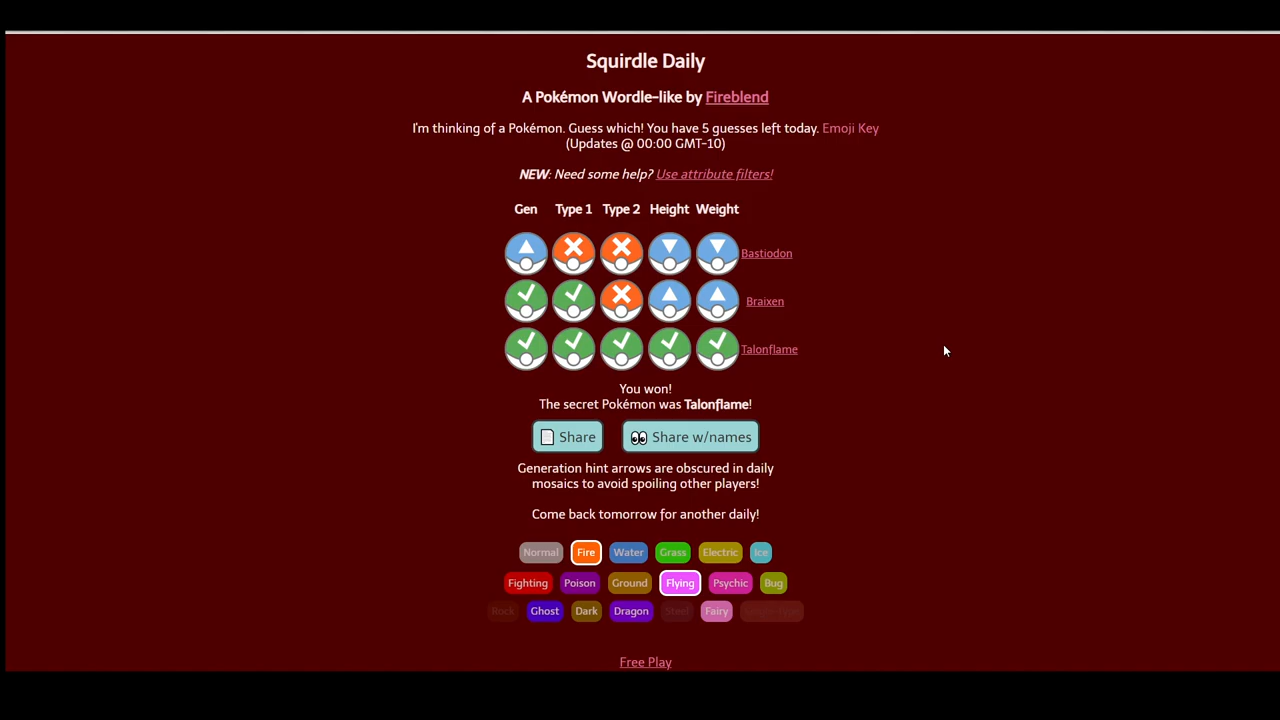 Squirdle Daily
A Pokémon Wordle-like by Fireblend
I'm thinking of a Pokémon. Guess which! You have 5 guesses left today. Emoji Key
(Updates @ 00:00 GMT-10)
NEW: Need some help? Use attribute filters!
Gen Type 1 Type 2 Height Weight
Bastiodon
Braixen
Talonflame
You won!
The secret Pokémon was Talonflame!
Share Share w/names
Generation hint arrows are obscured in daily
mosaics to avoid spoiling other players!
Come back tomorrow for another daily!
Normal Fire Water Grass Electric Ice
Fighting Poison Ground Flying Psychic Bug
Rock Ghost Dark Dragon Steel Fairy
Free Play